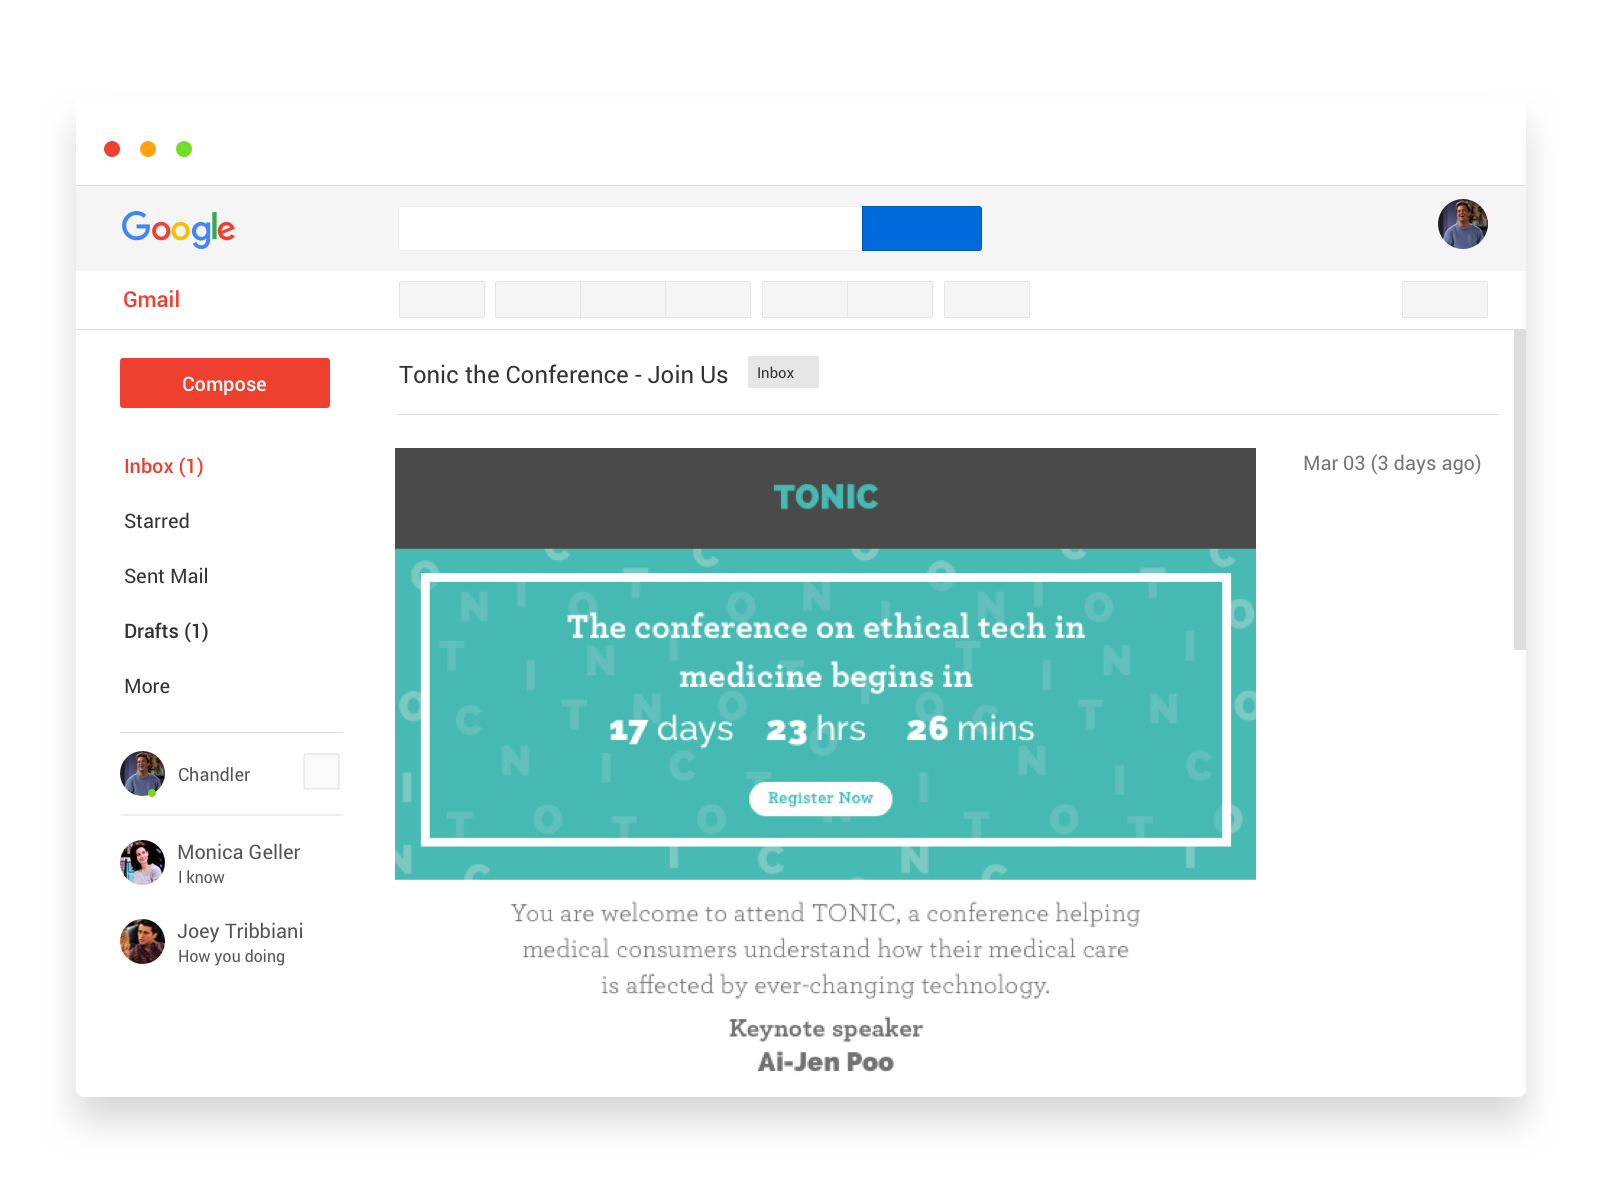 Google
Gmail
Compose
Inbox (1)
Starred
Sent Mail
Drafts (1)
More
Chandler
Monica Geller
I know
Joey Tribbiani
How you doing
Tonic the Conference - Join Us Inbox
Mar 03 (3 days ago)
TONIC
The conference on ethical tech in
medicine begins in
17 days 23 hrs 26 mins
Register Now
You are welcome to attend TONIC, a conference helping
medical consumers understand how their medical care
is affected by ever-changing technology.
Keynote speaker
Ai-Jen Poo